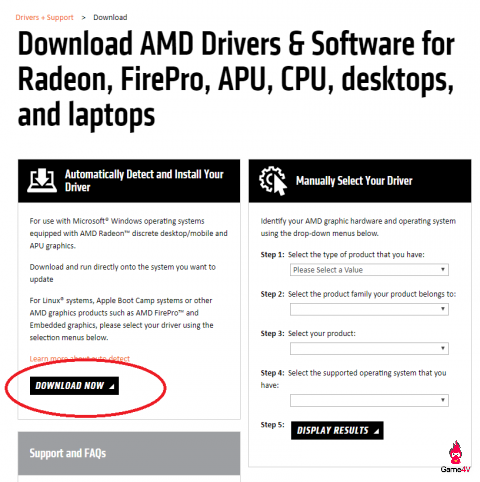 Drivers + Support > Download
Download AMD Drivers & Software for
Radeon, FirePro, APU, CPU, desktops,
and laptops
Automatically Detect and Install Your
Driver
For use with Microsoft® Windows operating systems
equipped with AMD Radeon™ discrete desktop/mobile and
APU graphics.
Download and run directly onto the system you want to
update
For Linux® systems, Apple Boot Camp systems or other
AMD graphics products such as AMD FirePro™ and
Embedded graphics, please select your driver using the
selection menus below.
Learn more about auto detect
DOWNLOAD NOW
Support and FAQs
Manually Select Your Driver
Identify your AMD graphic hardware and operating system
using the drop-down menus below.
Step 1: Select the type of product that you have:
Please Select a Value
Step 2: Select the product family your product belongs to:
Step 3: Select your product:
Step 4: Select the supported operating system that you
have:
Step 5: DISPLAY RESULTS
Game4V